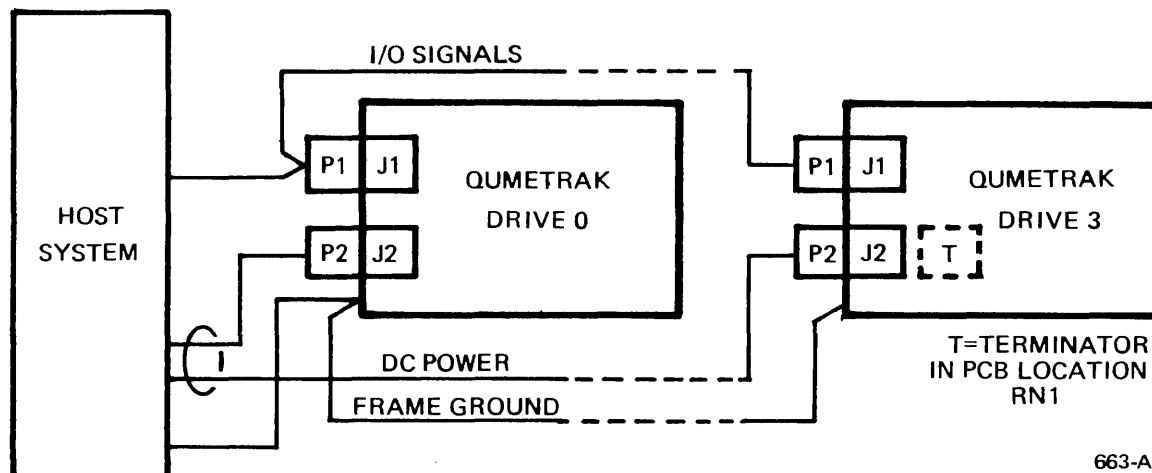 I/O SIGNALS
HOST
SYSTEM
P1
J1
QUMETRAK
DRIVE 0
P2
J2
P1
J1
QUMETRAK
DRIVE 3
P2
J2
T
DC POWER
FRAME GROUND
T=TERMINATOR
IN PCB LOCATION
RN1
663-A